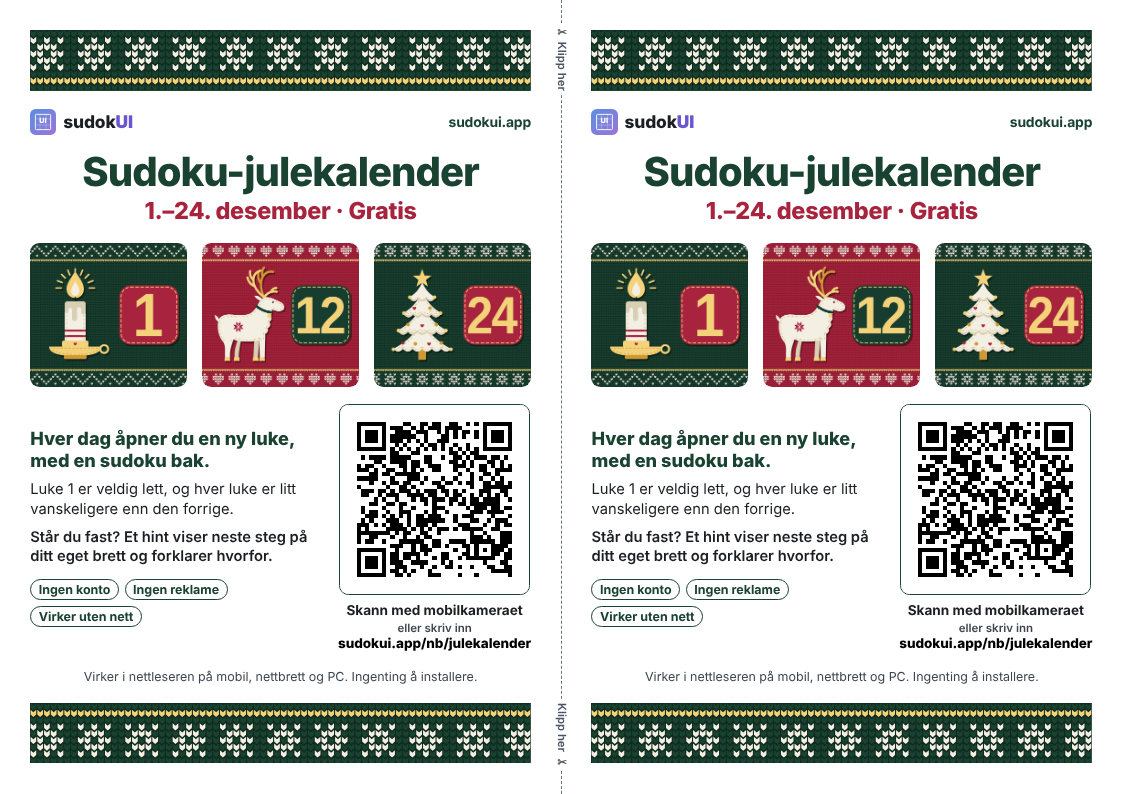 Klipp her
sudokUI
sudokui.app
Sudoku-julekalender
1.–24. desember · Gratis
1
12
24
Hver dag åpner du en ny luke,
med en sudoku bak.
Luke 1 er veldig lett, og hver luke er litt
vanskeligere enn den forrige.
Står du fast? Et hint viser neste steg på
ditt eget brett og forklarer hvorfor.
Ingen konto
Ingen reklame
Virker uten nett
Skann med mobilkameraet
eller skriv inn
sudokui.app/nb/julekalender
Virker i nettleseren på mobil, nettbrett og PC. Ingenting å installere.
Klipp her
UI
sudokUI
sudokui.app
Sudoku-julekalender
1.–24. desember · Gratis
1
12
24
Hver dag åpner du en ny luke,
med en sudoku bak.
Luke 1 er veldig lett, og hver luke er litt
vanskeligere enn den forrige.
Står du fast? Et hint viser neste steg på
ditt eget brett og forklarer hvorfor.
Ingen konto
Ingen reklame
Virker uten nett
Skann med mobilkameraet
eller skriv inn
sudokui.app/nb/julekalender
Virker i nettleseren på mobil, nettbrett og PC. Ingenting å installere.